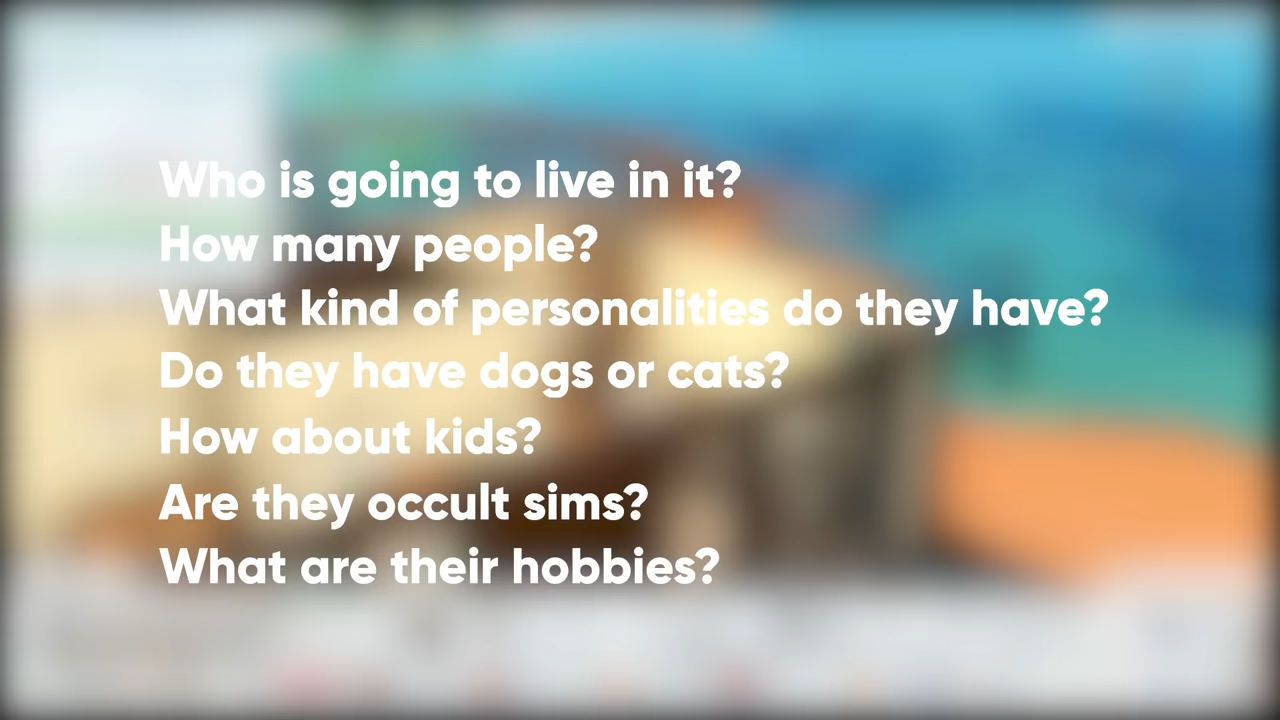 Who is going to live in it?
How many people?
What kind of personalities do they have?
Do they have dogs or cats?
How about kids?
Are they occult sims?
What are their hobbies?